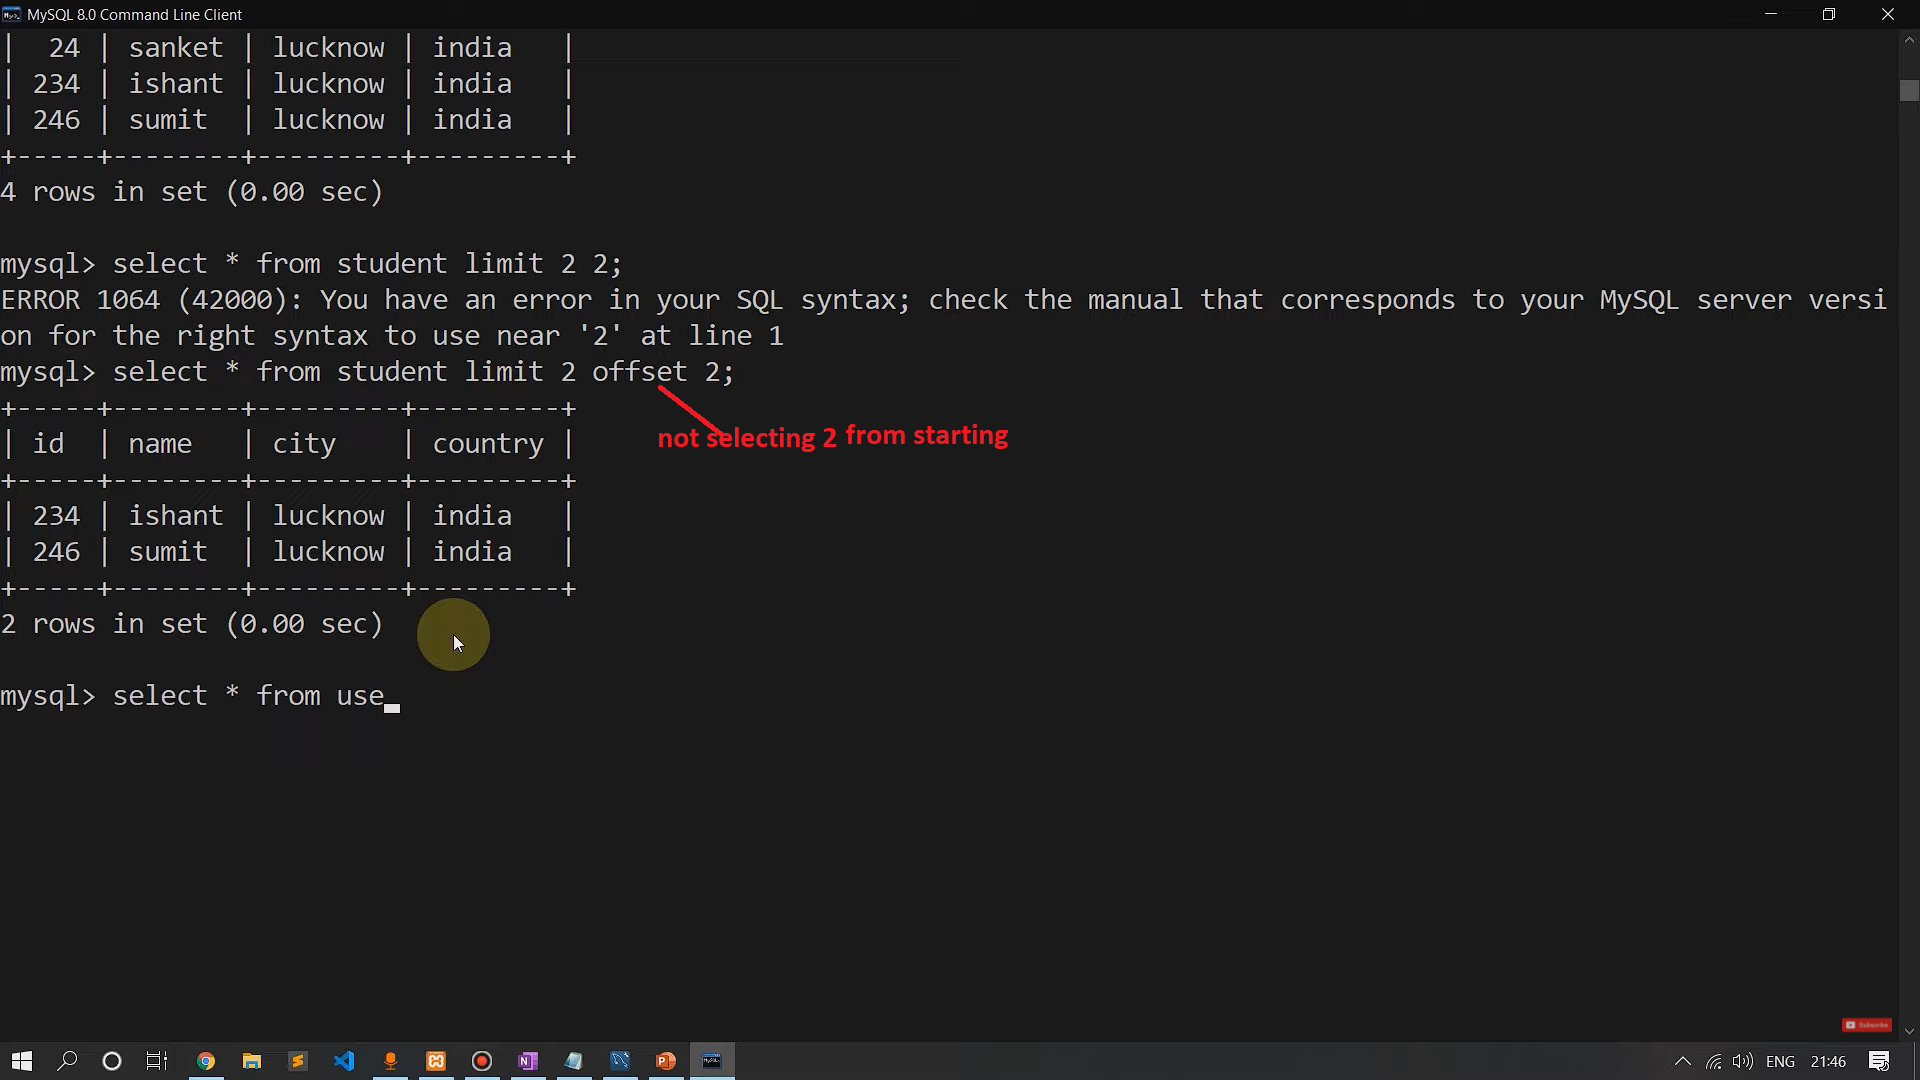 MySQL 8.0 Command Line Client
| 24 | sanket | lucknow | india |
| 234 | ishant | lucknow | india |
| 246 | sumit | lucknow | india |
+-----+--------+---------+---------+
4 rows in set (0.00 sec)
mysql> select * from student limit 2 2;
ERROR 1064 (42000): You have an error in your SQL syntax; check the manual that corresponds to your MySQL server versi
on for the right syntax to use near '2' at line 1
mysql> select * from student limit 2 offset 2;
+-----+--------+---------+---------+
| id | name | city | country |
not selecting 2 from starting
+-----+--------+---------+---------+
| 234 | ishant | lucknow | india |
| 246 | sumit | lucknow | india |
+-----+--------+---------+---------+
2 rows in set (0.00 sec)
mysql> select * from use
Subscribe
ENG 21:46